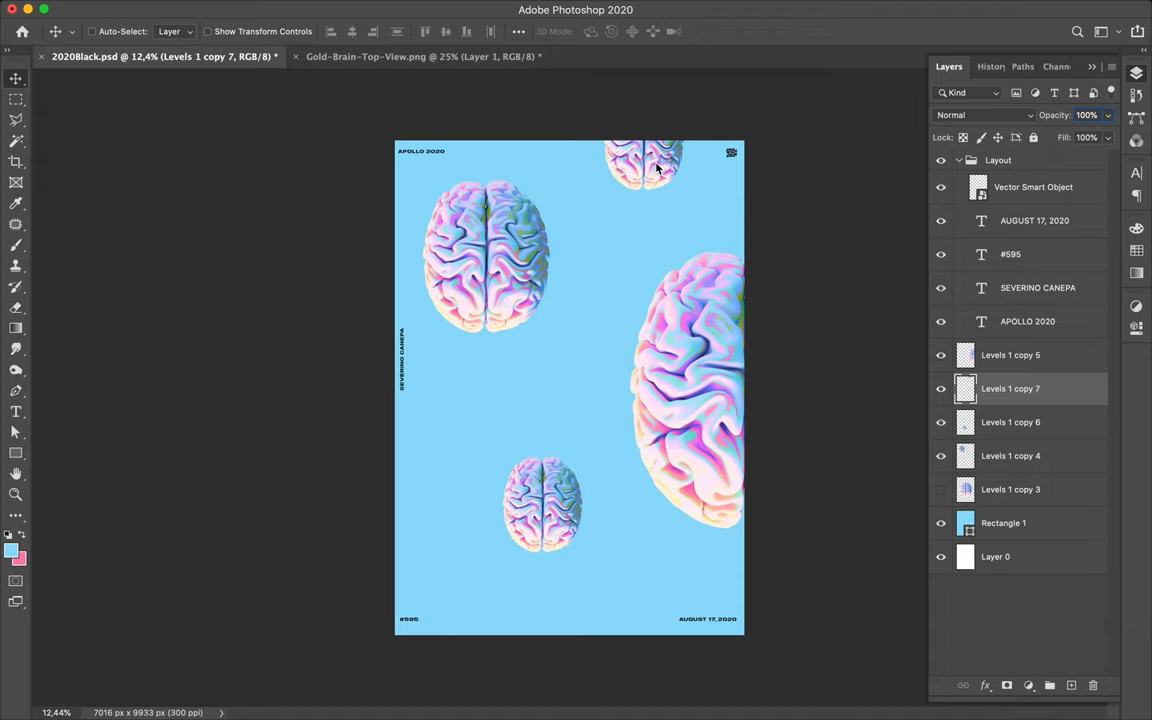 Adobe Photoshop 2020
Auto-Select: Layer Show Transform Controls 3D Mode:
2020Black.psd @ 12,4% (Levels 1 copy 7, RGB/8) *
Gold-Brain-Top-View.png @ 25% (Layer 1, RGB/8) *
Layers History Paths Chann
Kind
Normal Opacity: 100%
Lock: Fill: 100%
Layout
Vector Smart Object
AUGUST 17, 2020
#595
SEVERINO CANEPA
APOLLO 2020
Levels 1 copy 5
Levels 1 copy 7
Levels 1 copy 6
Levels 1 copy 4
Levels 1 copy 3
Rectangle 1
Layer 0
APOLLO 2020
SEVERINO CANEPA
#595
AUGUST 17, 2020
12,44% 7016 px x 9933 px (300 ppi)